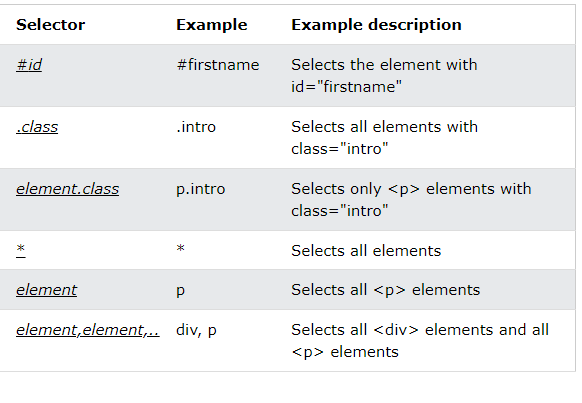 Selector Example Example description
#id #firstname Selects the element with
id="firstname"
.class .intro Selects all elements with
class="intro"
element.class p.intro Selects only <p> elements with
class="intro"
* * Selects all elements
element p Selects all <p> elements
element,element,.. div, p Selects all <div> elements and all
<p> elements